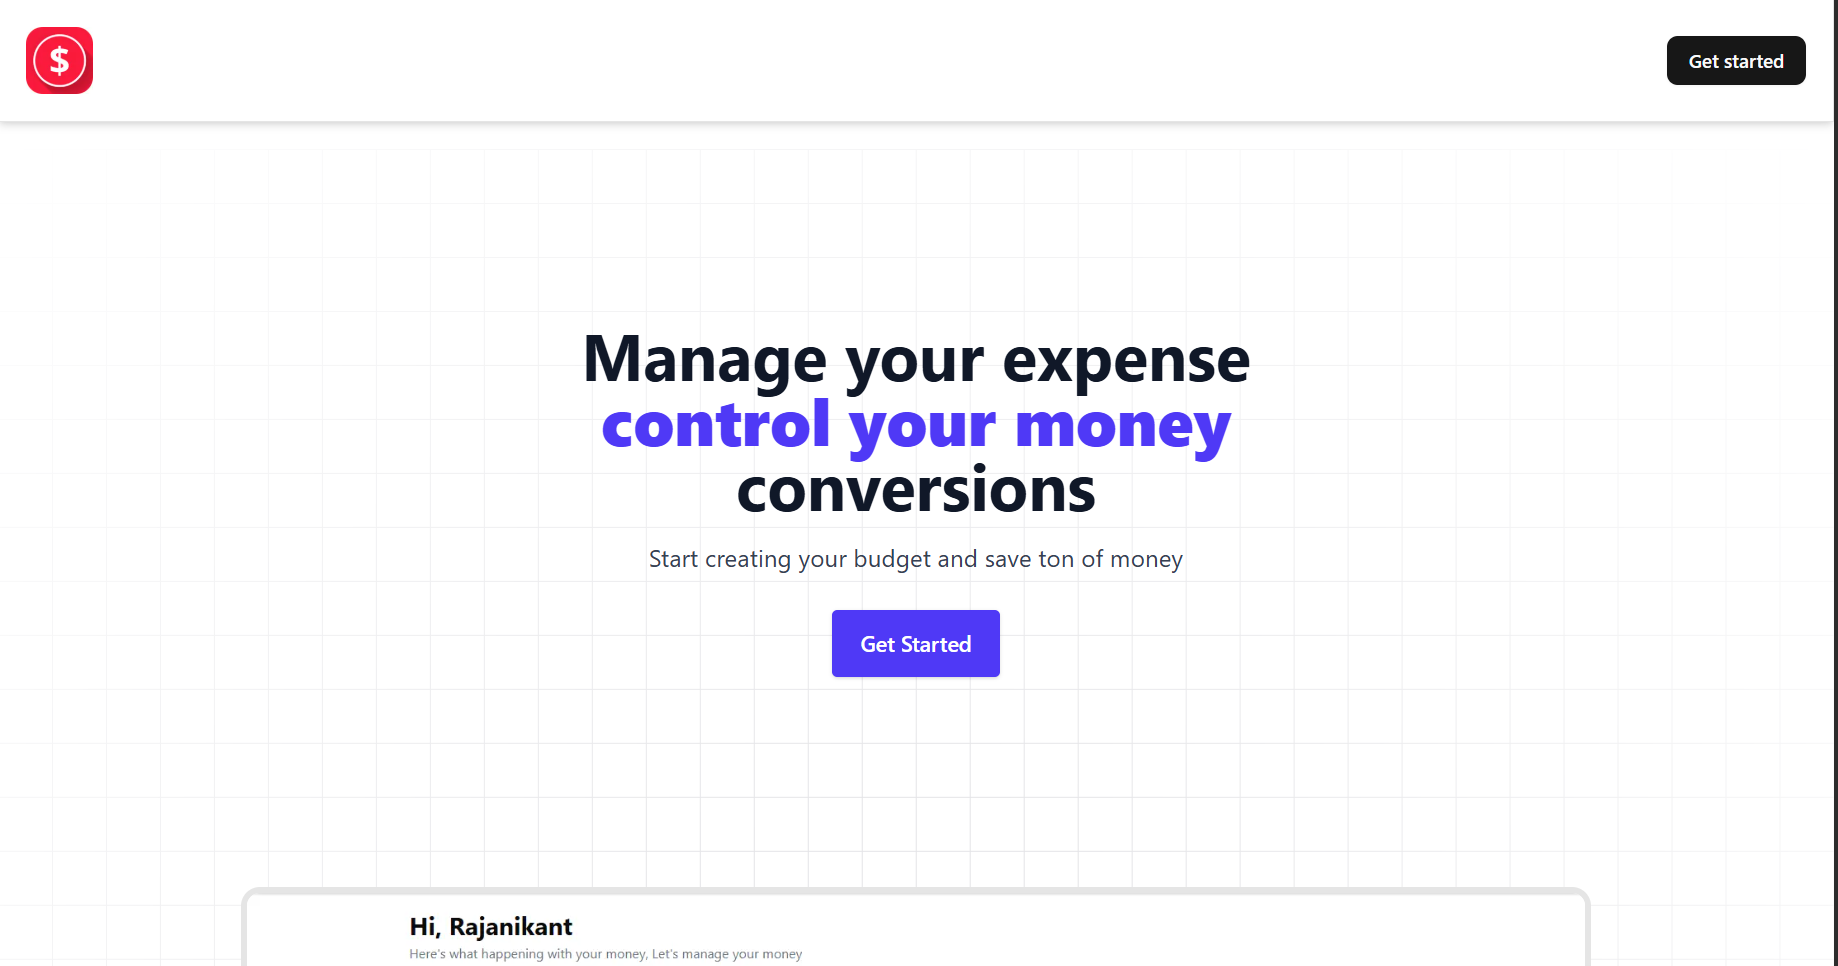 $
Get started
Manage your expense
control your money
conversions
Start creating your budget and save ton of money
Get Started
Hi, Rajanikant
Here's what happening with your money, Let's manage your money